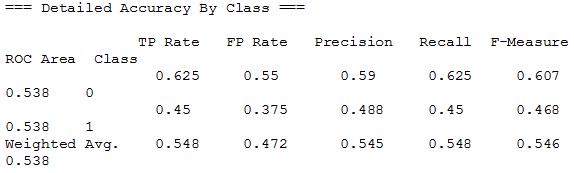 === Detailed Accuracy By Class ===
TP Rate FP Rate Precision Recall F-Measure
ROC Area Class
0.625 0.55 0.59 0.625 0.607
0.538 0
0.45 0.375 0.488 0.45 0.468
0.538 1
Weighted Avg. 0.548 0.472 0.545 0.548 0.546
0.538